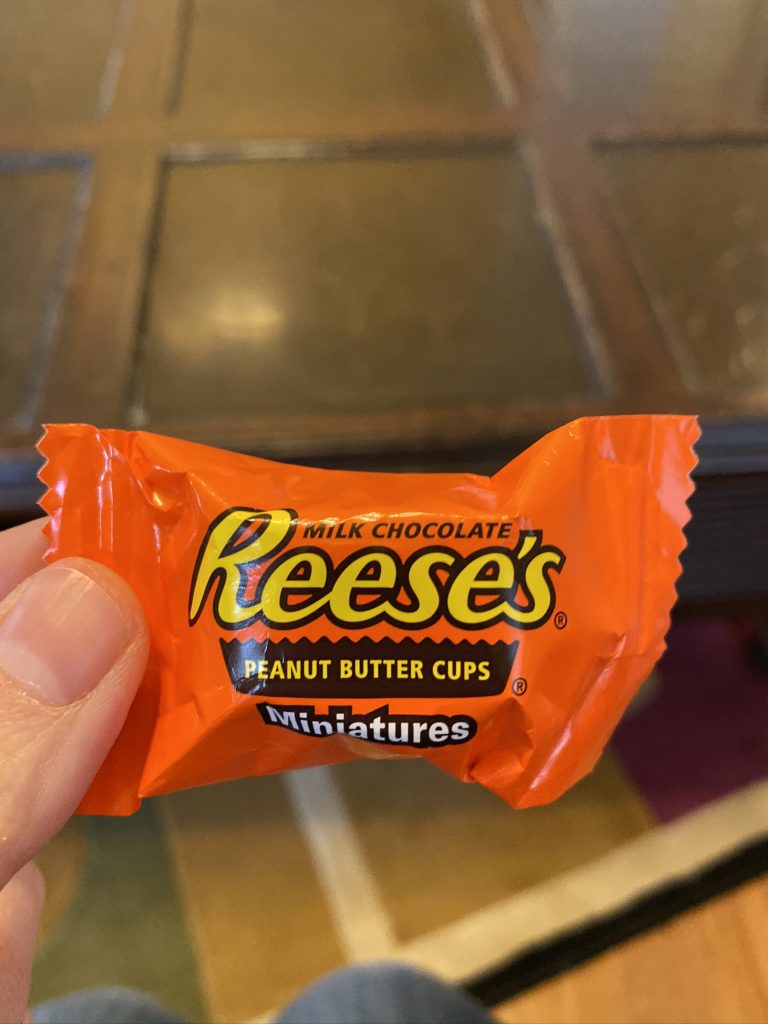 MILK CHOCOLATE
Reese's®
PEANUT BUTTER CUPS®
Miniatures